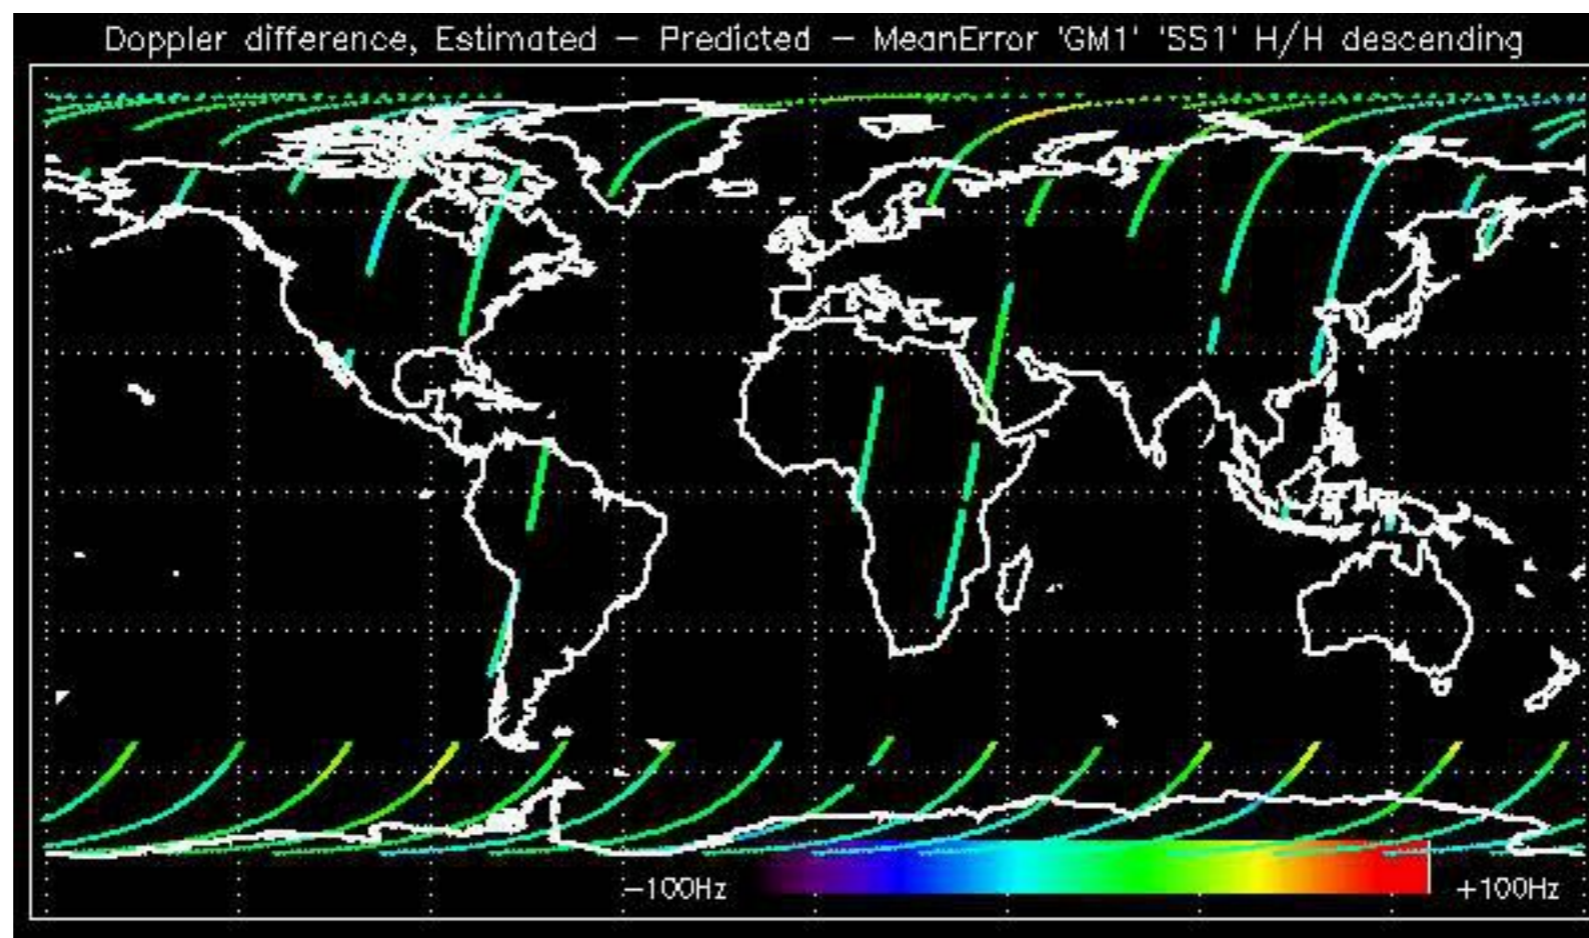 Doppler difference, Estimated – Predicted – MeanError 'GM1' 'SS1' H/H descending
–100Hz +100Hz